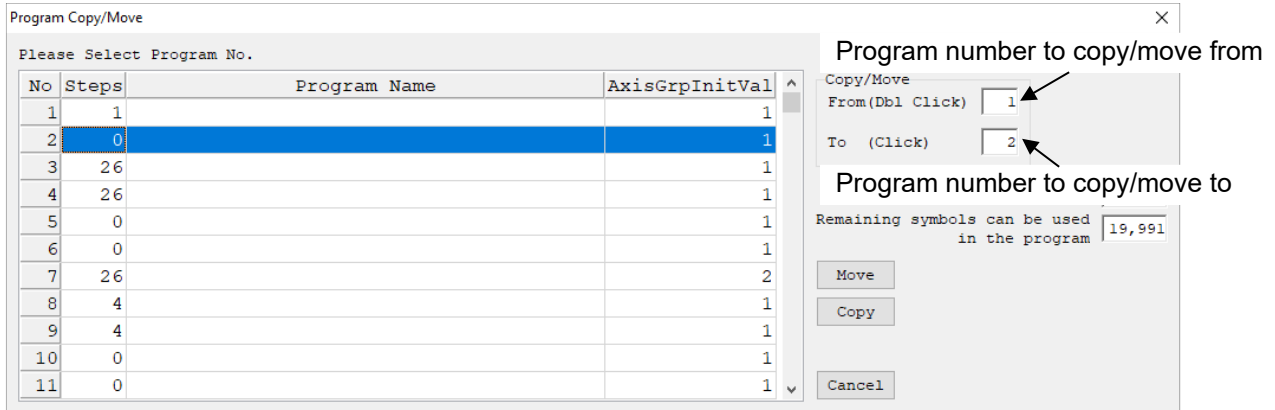 Program Copy/Move
Please Select Program No.
Program number to copy/move from
No Steps Program Name AxisGrpInitVal
1 1 1
2 0 1
3 26 1
4 26 1
5 0 1
6 0 1
7 26 2
8 4 1
9 4 1
10 0 1
11 0 1
Copy/Move
From(Dbl Click) 1
To (Click) 2
Program number to copy/move to
Remaining symbols can be used
in the program 19,991
Move
Copy
Cancel